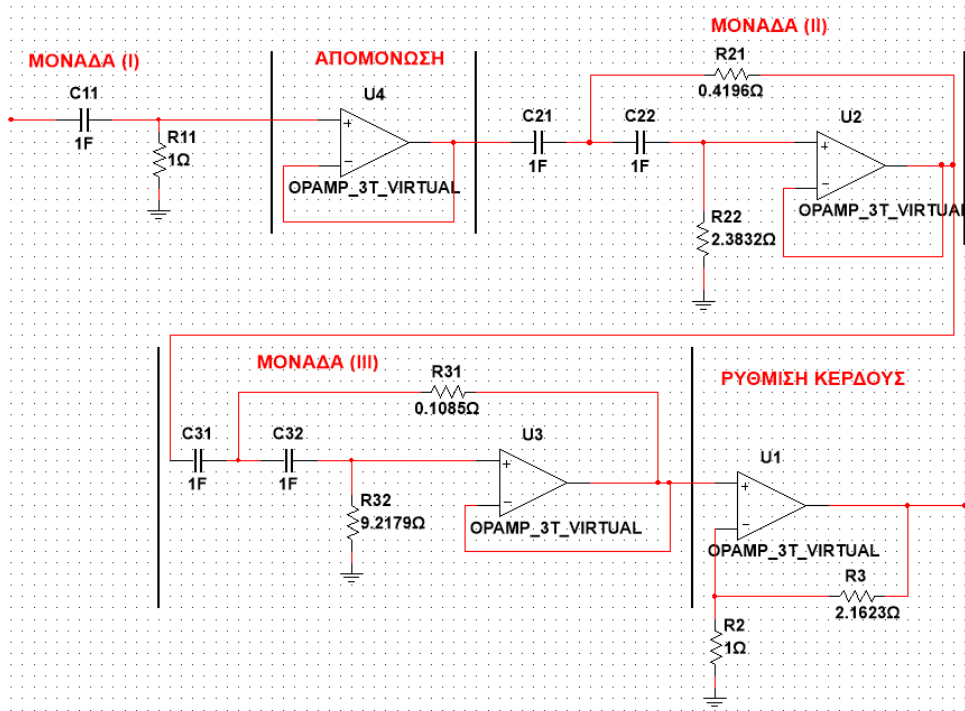 ΜΟΝΑΔΑ (I)
ΑΠΟΜΟΝΩΣΗ
ΜΟΝΑΔΑ (II)
C11
1F
R11
1Ω
U4
+
−
OPAMP_3T_VIRTUAL
C21
1F
C22
1F
R21
0.4196Ω
R22
2.3832Ω
U2
+
−
OPAMP_3T_VIRTUAL
ΜΟΝΑΔΑ (III)
ΡΥΘΜΙΣΗ ΚΕΡΔΟΥΣ
C31
1F
C32
1F
R31
0.1085Ω
R32
9.2179Ω
U3
+
−
OPAMP_3T_VIRTUAL
U1
+
−
OPAMP_3T_VIRTUAL
R3
2.1623Ω
R2
1Ω